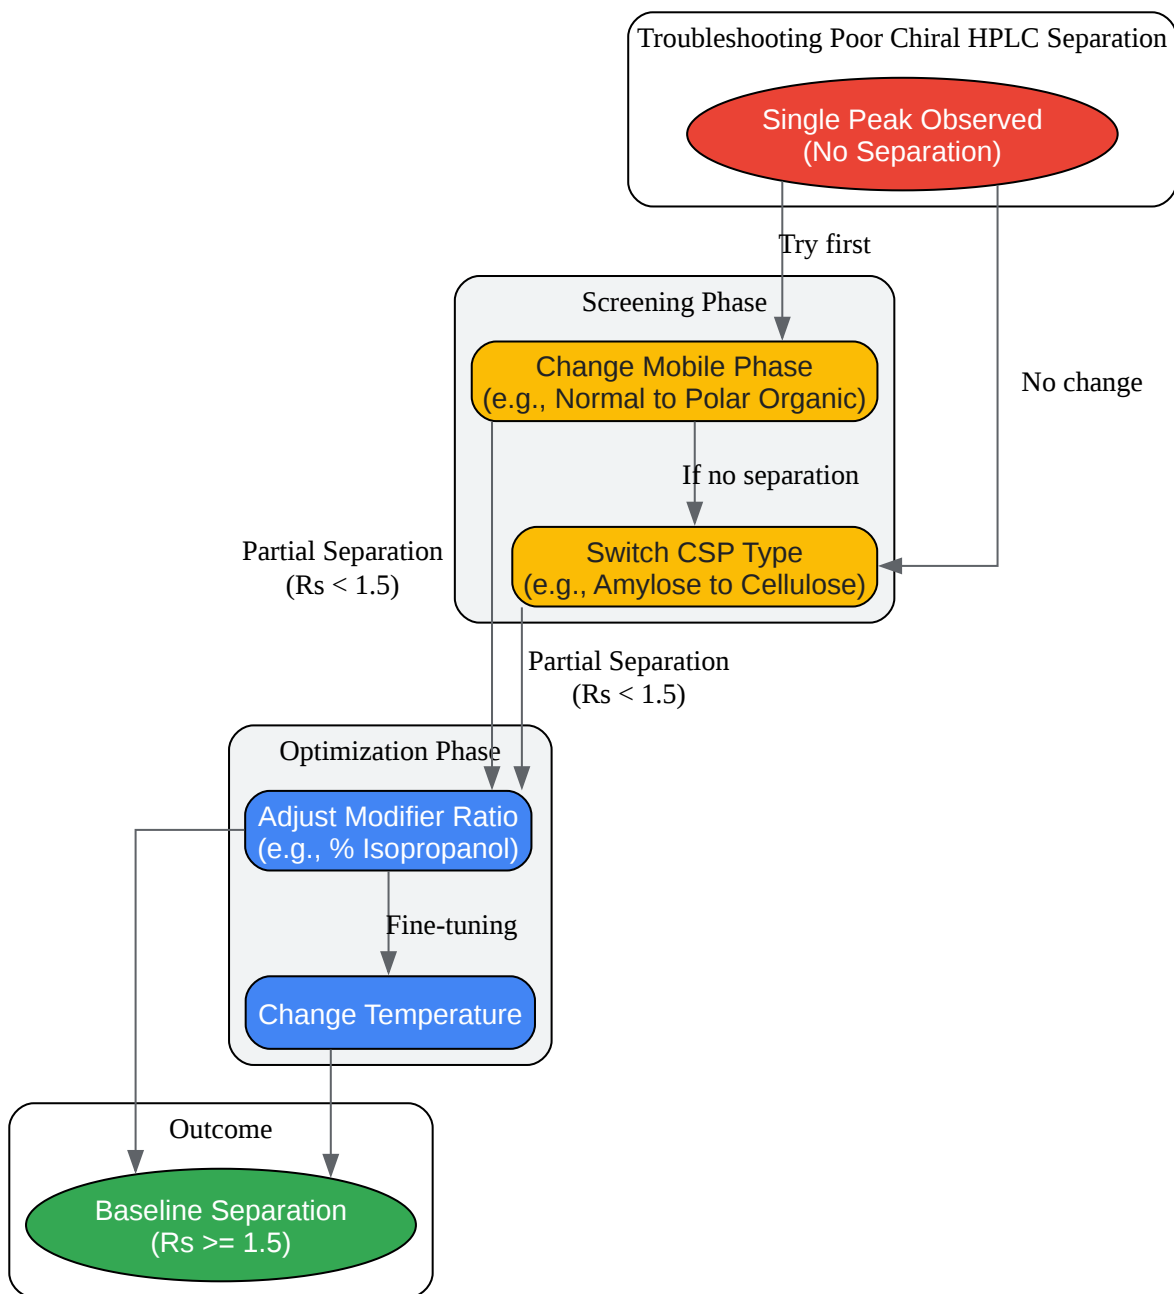 Troubleshooting Poor Chiral HPLC Separation
Single Peak Observed
(No Separation)
Try first
Screening Phase
Change Mobile Phase
(e.g., Normal to Polar Organic)
No change
If no separation
Switch CSP Type
(e.g., Amylose to Cellulose)
Partial Separation
(Rs < 1.5)
Partial Separation
(Rs < 1.5)
Optimization Phase
Adjust Modifier Ratio
(e.g., % Isopropanol)
Fine-tuning
Change Temperature
Outcome
Baseline Separation
(Rs >= 1.5)